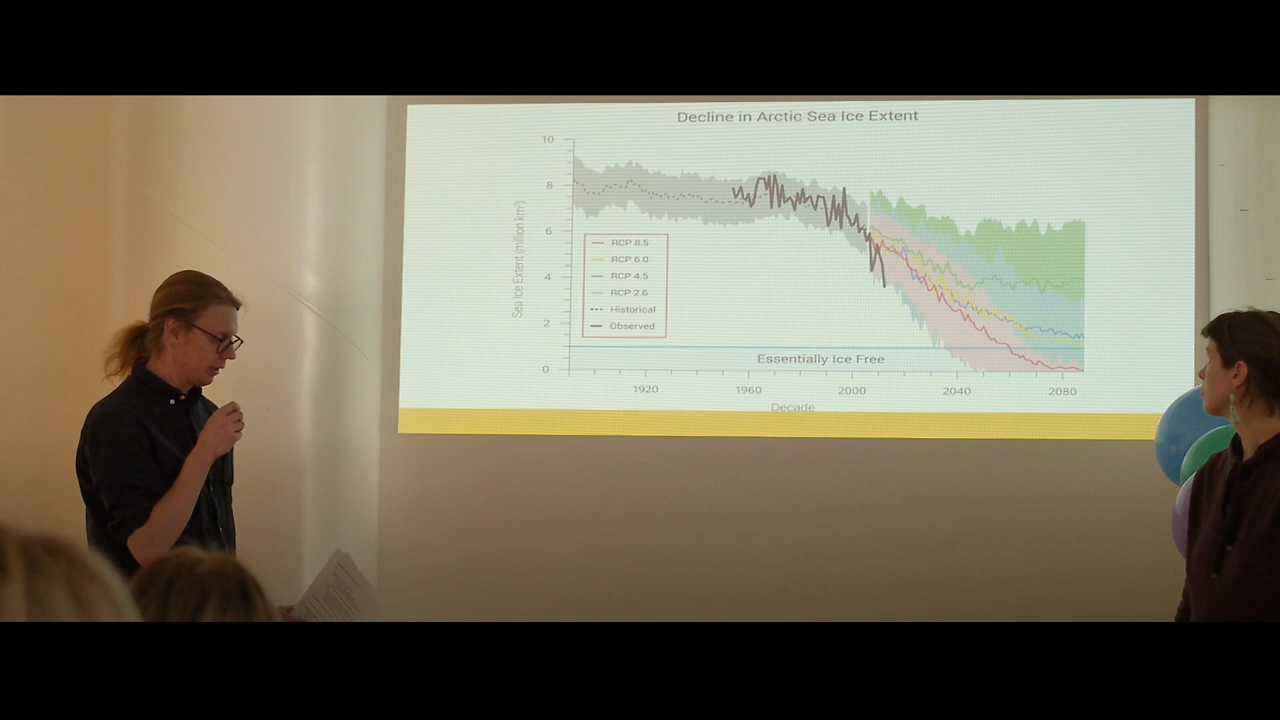 Decline in Arctic Sea Ice Extent
Sea Ice Extent (million km²)
10
8
6
4
2
0
RCP 8.5
RCP 6.0
RCP 4.5
RCP 2.6
Historical
Observed
Essentially Ice Free
1920
1960
2000
2040
2080
Decade